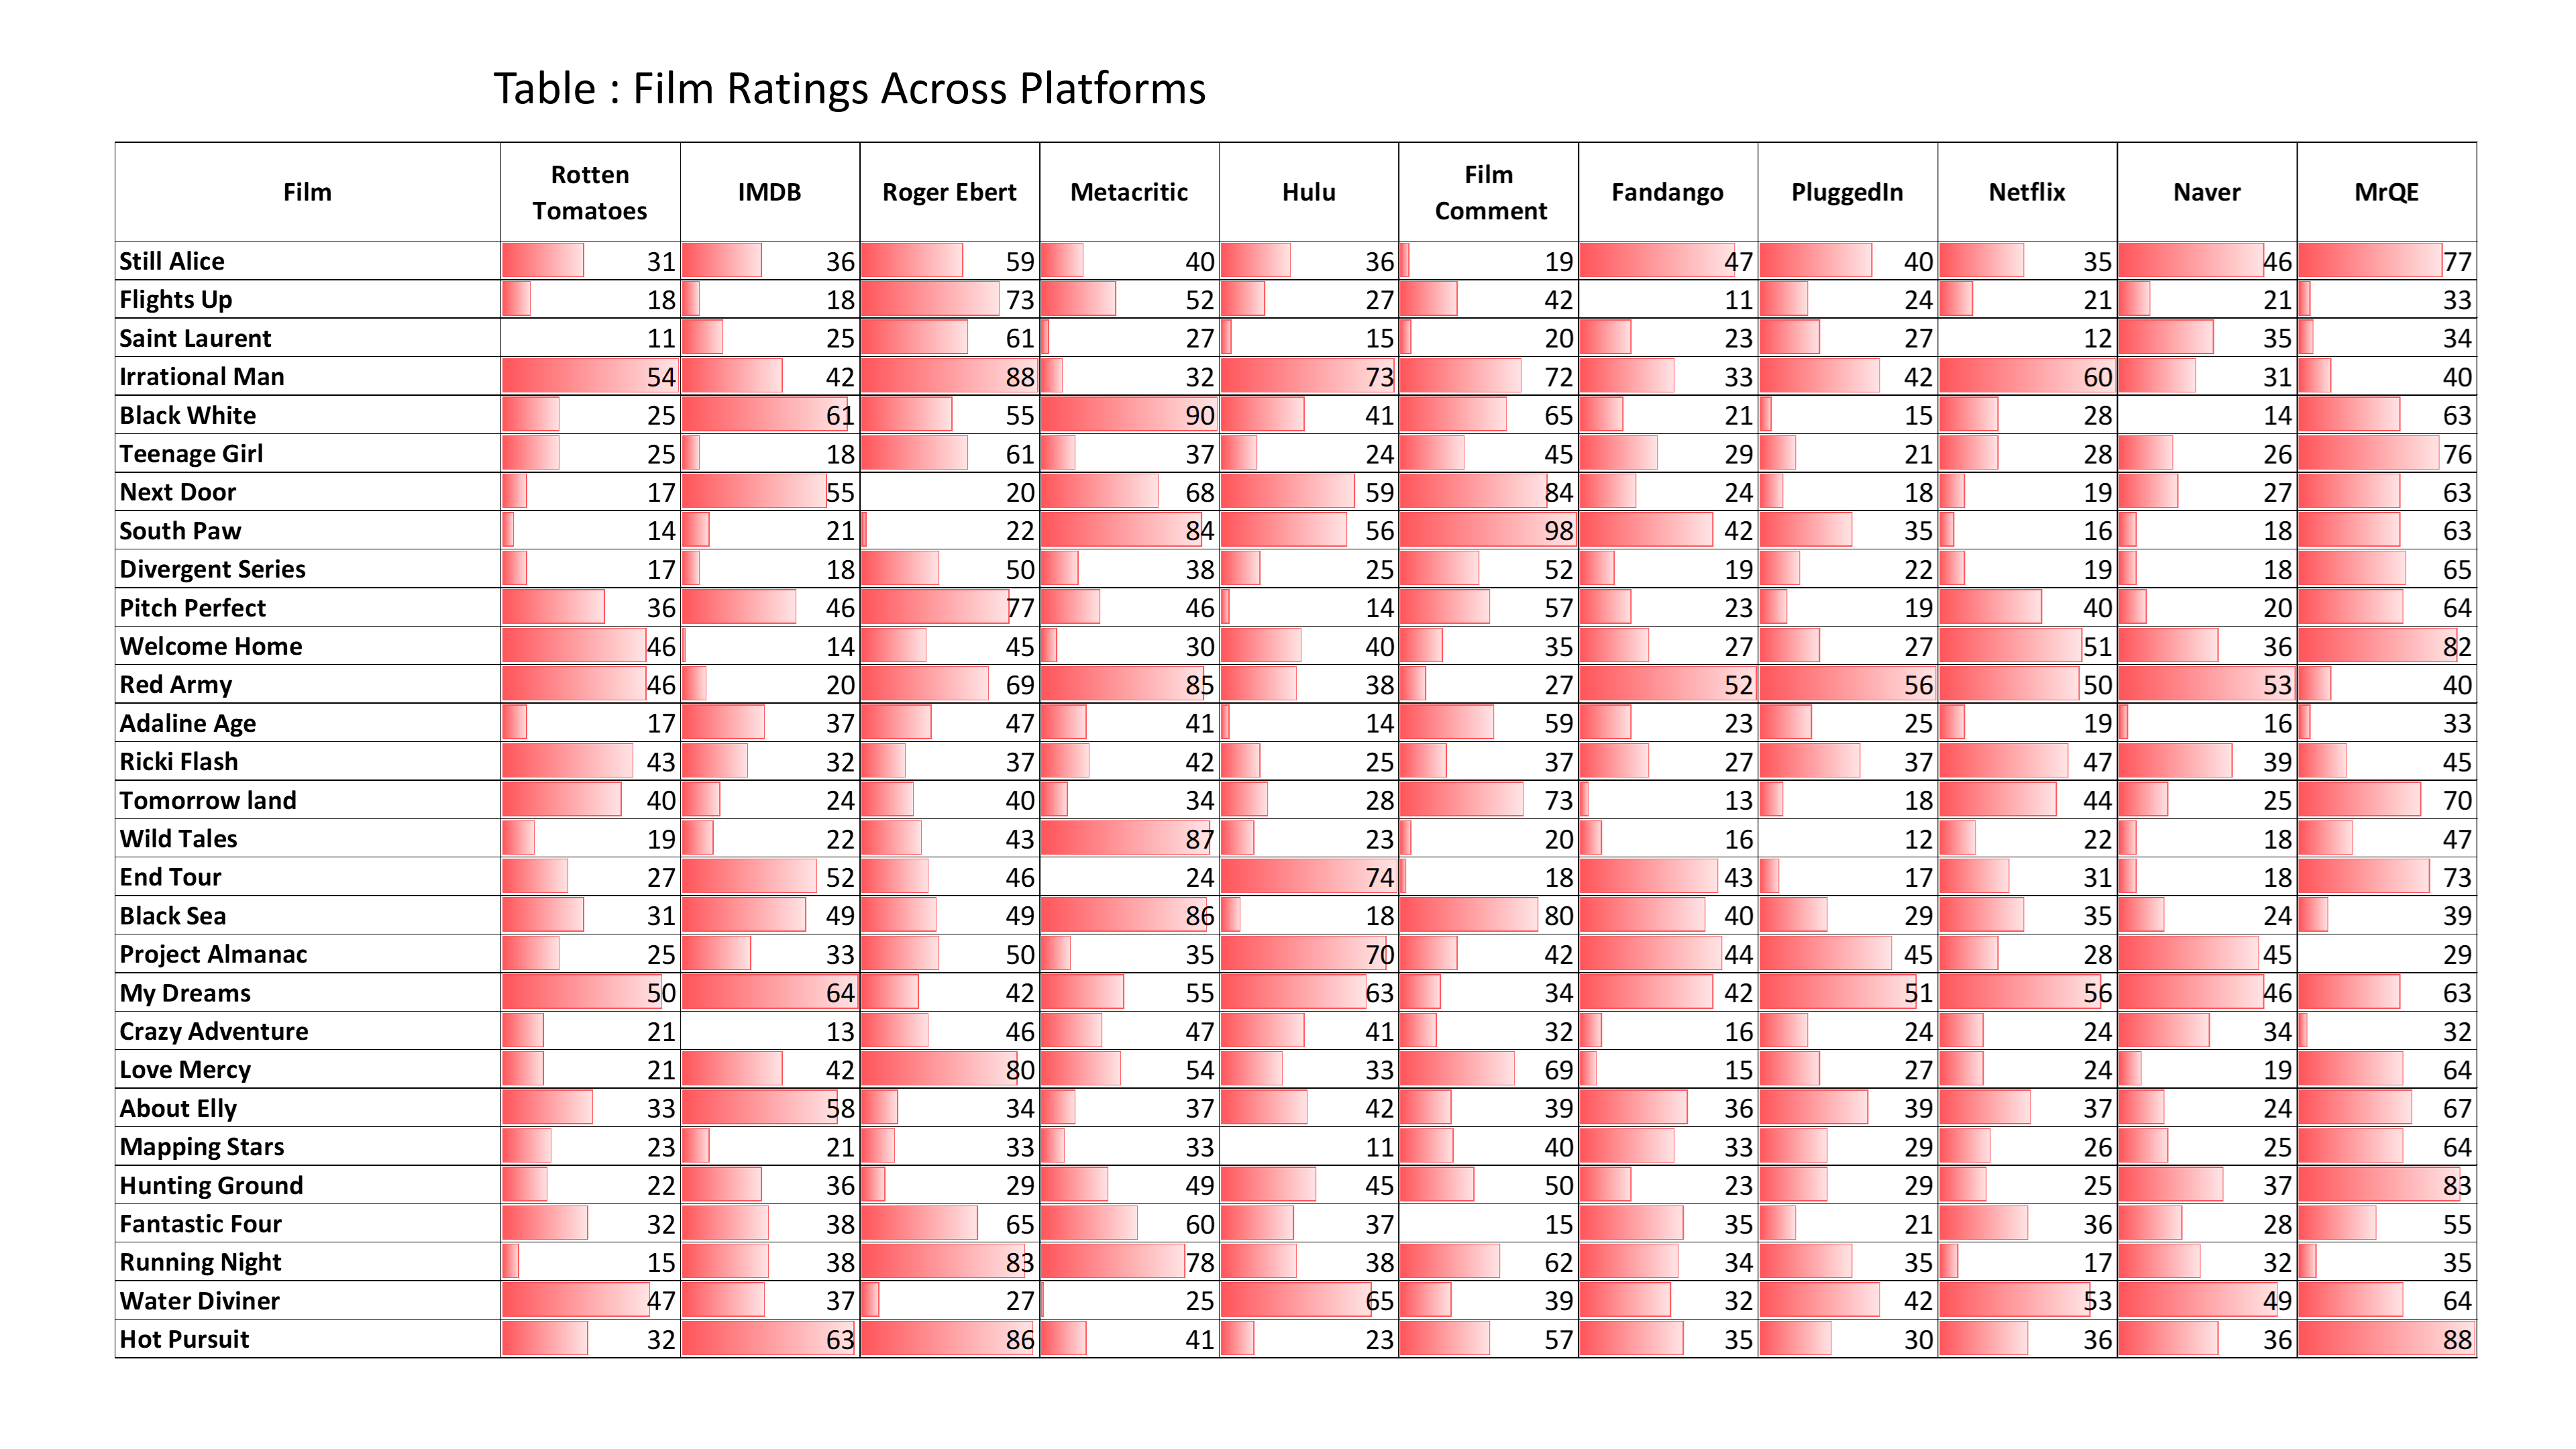 Table : Film Ratings Across Platforms
Film Rotten Tomatoes IMDB Roger Ebert Metacritic Hulu Film Comment Fandango PluggedIn Netflix Naver MrQE
Still Alice 31 36 59 40 36 19 47 40 35 46 77
Flights Up 18 18 73 52 27 42 11 24 21 21 33
Saint Laurent 11 25 61 27 15 20 23 27 12 35 34
Irrational Man 54 42 88 32 73 72 33 42 60 31 40
Black White 25 61 55 90 41 65 21 15 28 14 63
Teenage Girl 25 18 61 37 24 45 29 21 28 26 76
Next Door 17 55 20 68 59 84 24 18 19 27 63
South Paw 14 21 22 84 56 98 42 35 16 18 63
Divergent Series 17 18 50 38 25 52 19 22 19 18 65
Pitch Perfect 36 46 77 46 14 57 23 19 40 20 64
Welcome Home 46 14 45 30 40 35 27 27 51 36 82
Red Army 46 20 69 85 38 27 52 56 50 53 40
Adaline Age 17 37 47 41 14 59 23 25 19 16 33
Ricki Flash 43 32 37 42 25 37 27 37 47 39 45
Tomorrow land 40 24 40 34 28 73 13 18 44 25 70
Wild Tales 19 22 43 87 23 20 16 12 22 18 47
End Tour 27 52 46 24 74 18 43 17 31 18 73
Black Sea 31 49 49 86 18 80 40 29 35 24 39
Project Almanac 25 33 50 35 70 42 44 45 28 45 29
My Dreams 50 64 42 55 63 34 42 51 56 46 63
Crazy Adventure 21 13 46 47 41 32 16 24 24 34 32
Love Mercy 21 42 80 54 33 69 15 27 24 19 64
About Elly 33 58 34 37 42 39 36 39 37 24 67
Mapping Stars 23 21 33 33 11 40 33 29 26 25 64
Hunting Ground 22 36 29 49 45 50 23 29 25 37 83
Fantastic Four 32 38 65 60 37 15 35 21 36 28 55
Running Night 15 38 83 78 38 62 34 35 17 32 35
Water Diviner 47 37 27 25 65 39 32 42 53 49 64
Hot Pursuit 32 63 86 41 23 57 35 30 36 36 88